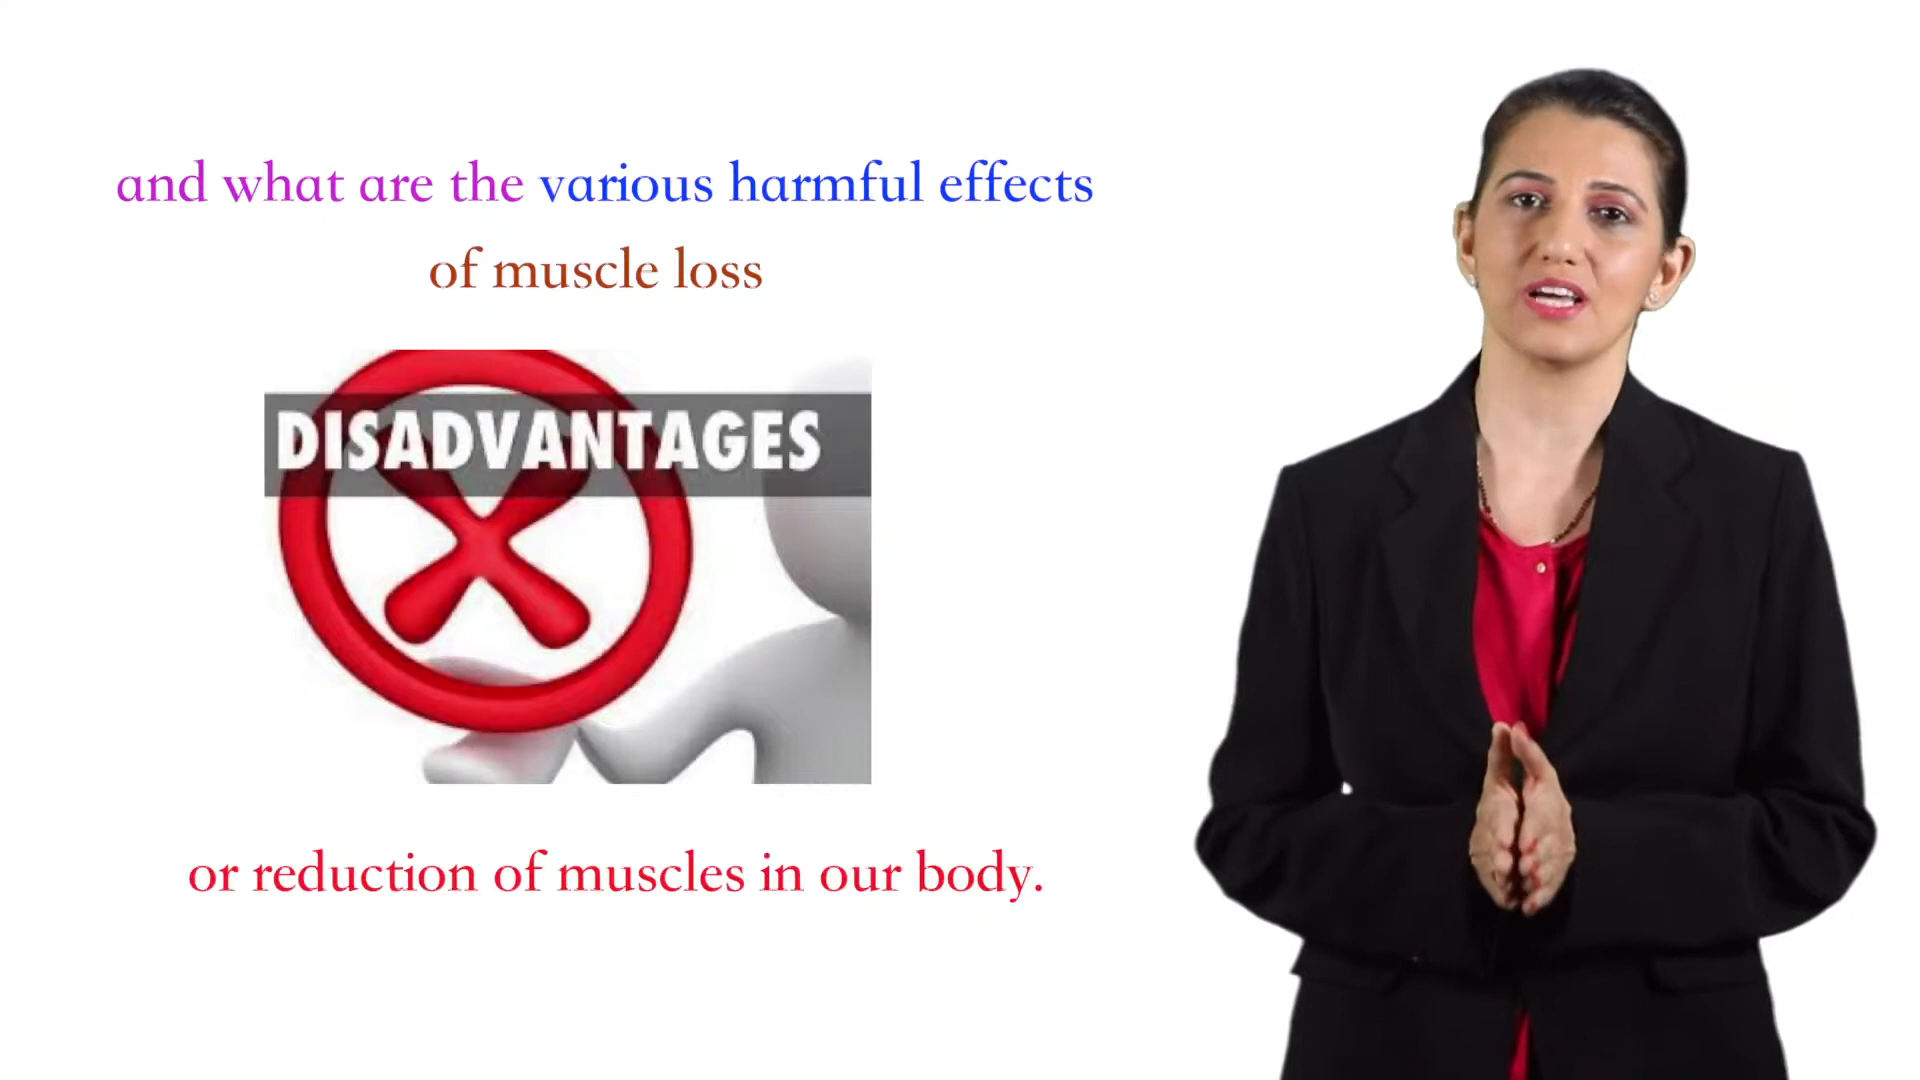 and what are the various harmful effects
of muscle loss
DISADVANTAGES
or reduction of muscles in our body.